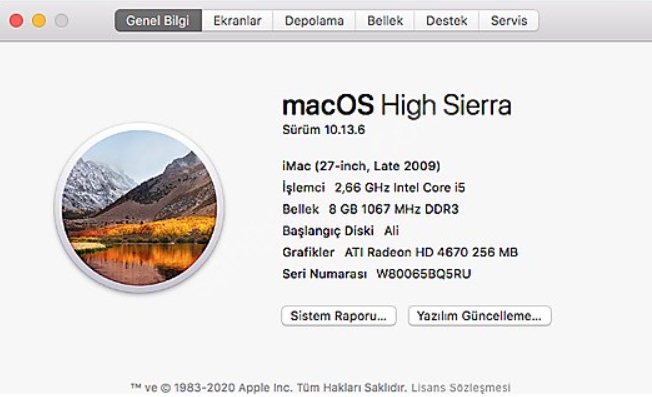 Genel Bilgi Ekranlar Depolama Bellek Destek Servis
macOS High Sierra
Sürüm 10.13.6
iMac (27-inch, Late 2009)
İşlemci 2,66 GHz Intel Core i5
Bellek 8 GB 1067 MHz DDR3
Başlangıç Diski Ali
Grafikler ATI Radeon HD 4670 256 MB
Seri Numarası W80065BQ5RU
Sistem Raporu... Yazılım Güncelleme...
™ ve © 1983-2020 Apple Inc. Tüm Hakları Saklıdır. Lisans Sözleşmesi